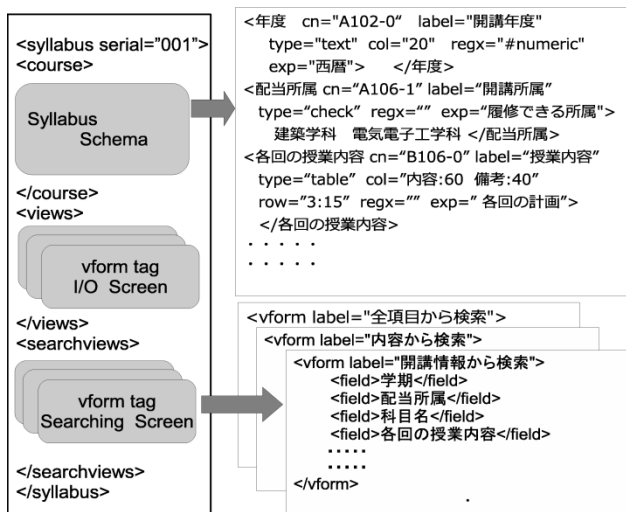 <syllabus serial=”001”>
<course>
Syllabus
Schema
</course>
<views>
vform tag
I/O Screen
</views>
<searchviews>
vform tag
Searching Screen
</searchviews>
</syllabus>
<年度 cn="A102-0“ label="開講年度"
type="text" col="20" regx="#numeric"
exp="西暦"> </年度>
<配当所属 cn=“A106-1” label=“開講所属”
type=“check” regx=“” exp=“履修できる所属”>
建築学科 電気電子工学科 </配当所属>
<各回の授業内容 cn=“B106-0” label=“授業内容”
type=“table” col=“内容:60 備考:40”
row=“3:15” regx=“” exp=” 各回の計画”>
</各回の授業内容>
・・・・・
・・・・・
<vform label="全項目から検索">
<vform label="内容から検索">
<vform label="開講情報から検索">
<field>学期</field>
<field>配当所属</field>
<field>科目名</field>
<field>各回の授業内容</field>
・・・・・
・・・・・
</vform>
.